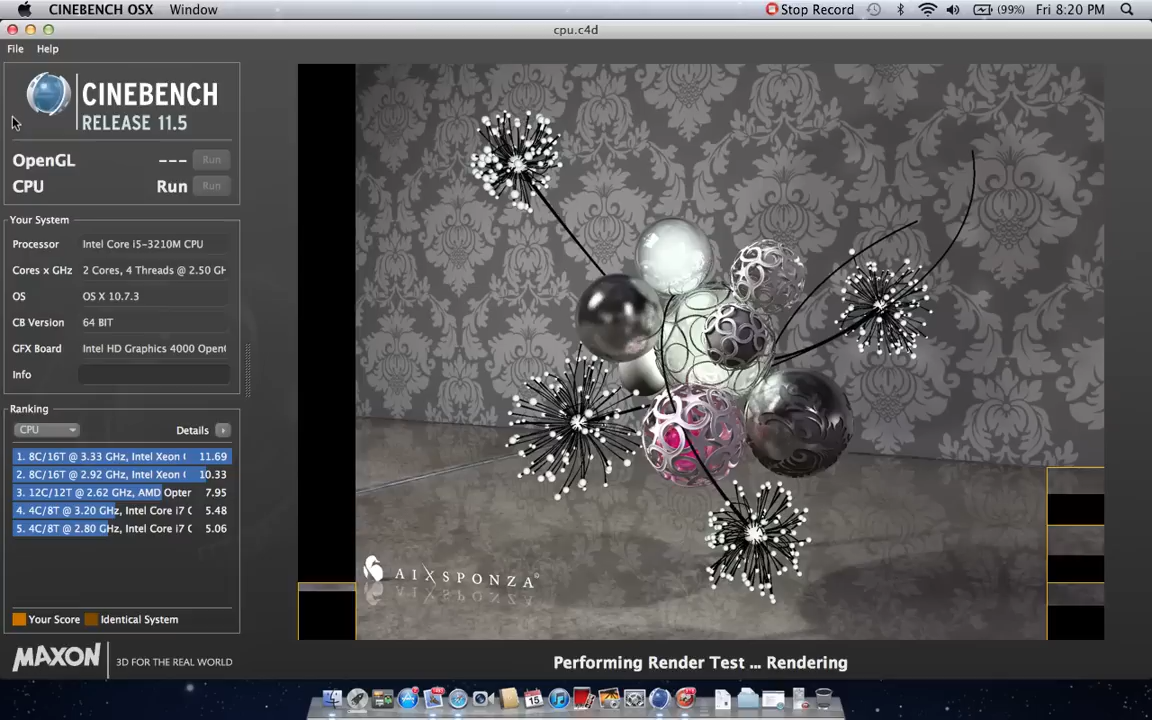 CINEBENCH OSX Window Stop Record (99%) Fri 8:20 PM
cpu.c4d
File Help
CINEBENCH
RELEASE 11.5
OpenGL --- Run
CPU Run Run
Your System
Processor Intel Core i5-3210M CPU
Cores x GHz 2 Cores, 4 Threads @ 2.50 GH
OS OS X 10.7.3
CB Version 64 BIT
GFX Board Intel HD Graphics 4000 Open
Info
Ranking
CPU Details
1. 8C/16T @ 3.33 GHz, Intel Xeon 11.69
2. 8C/16T @ 2.92 GHz, Intel Xeon 10.33
3. 12C/12T @ 2.62 GHz, AMD Opter 7.95
4. 4C/8T @ 3.20 GHz, Intel Core i7 5.48
5. 4C/8T @ 2.80 GHz, Intel Core i7 5.06
AIXSPONZA
Your Score Identical System
MAXON 3D FOR THE REAL WORLD
Performing Render Test ... Rendering
15